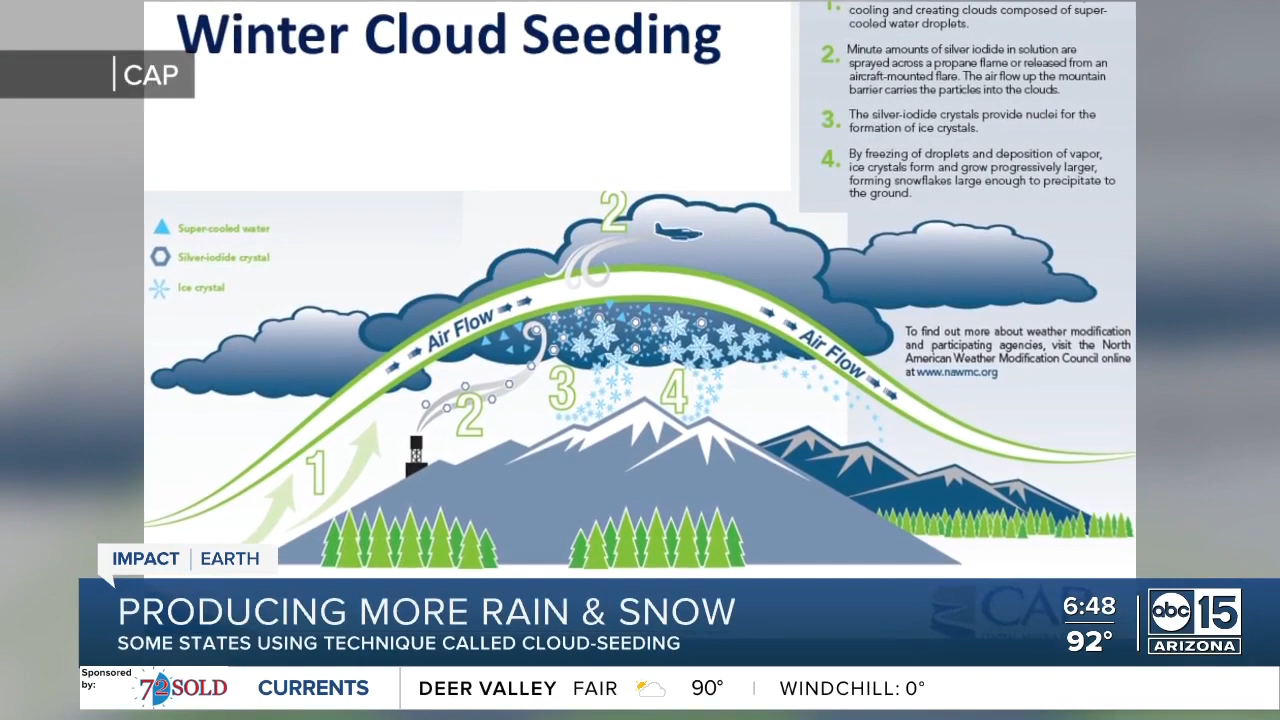 Winter Cloud Seeding
CAP
1.
cooling and creating clouds composed of super-
cooled water droplets.
2.
Minute amounts of silver iodide in solution are
sprayed across a propane flame or released from an
aircraft-mounted flare. The air flow up the mountain
barrier carries the particles into the clouds.
3.
The silver-iodide crystals provide nuclei for the
formation of ice crystals.
4.
By freezing of droplets and deposition of vapor,
ice crystals form and grow progressively larger,
forming snowflakes large enough to precipitate to
the ground.
Super-cooled water
Silver-iodide crystal
Ice crystal
2
Air Flow
Air Flow
To find out more about weather modification
and participating agencies, visit the North
American Weather Modification Council online
at www.nawmc.org
1
2
3
4
IMPACT | EARTH
CAP
PRODUCING MORE RAIN & SNOW
SOME STATES USING TECHNIQUE CALLED CLOUD-SEEDING
6:48
92°
abc 15
ARIZONA
Sponsored
by:
72SOLD
CURRENTS
DEER VALLEY FAIR 90° WINDCHILL: 0°